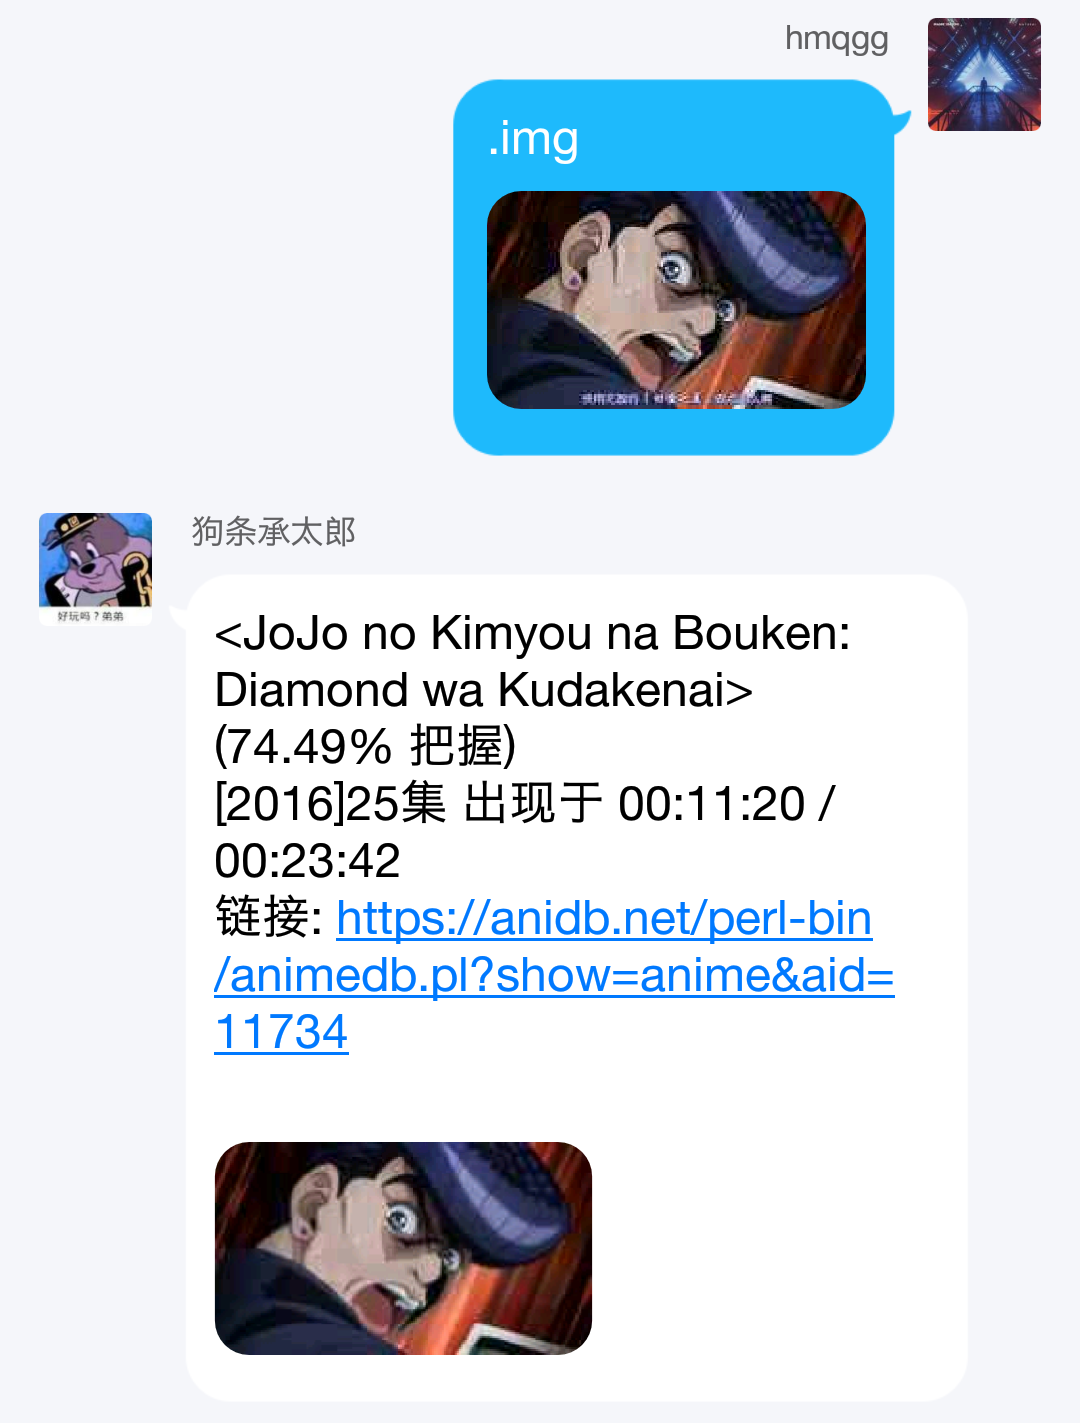 hmqgg
.img
狗条承太郎
好玩吗？弟弟
<JoJo no Kimyou na Bouken:
Diamond wa Kudakenai>
(74.49% 把握)
[2016]25集 出现于 00:11:20 /
00:23:42
链接: https://anidb.net/perl-bin
/animedb.pl?show=anime&aid=
11734